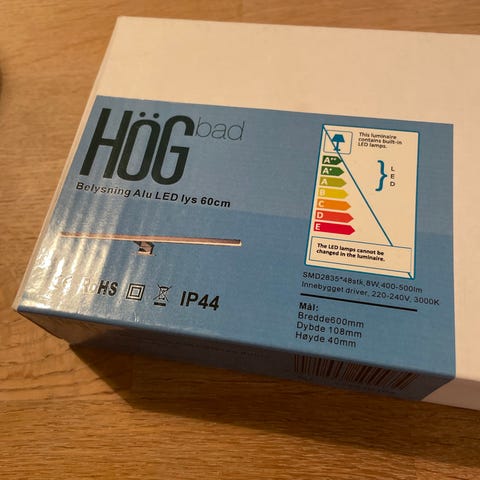 HÖGbad
Belysning Alu LED lys 60cm
RoHS IP44
This luminaire
contains built-in
LED lamps.
A++
A+
A
B
C
D
E
L
E
D
The LED lamps cannot be
changed in the luminaire.
SMD2835*48stk, 8W, 400-500lm
Innebygget driver, 220-240V, 3000K
Mål:
Bredde600mm
Dybde 108mm
Høyde 40mm